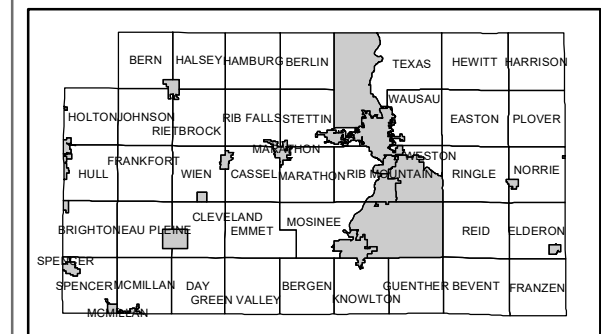 BERN HALSEY HAMBURG BERLIN TEXAS HEWITT HARRISON
WAUSAU
HOLTON JOHNSON RIB FALLS STETTIN EASTON PLOVER
RIETBROCK
MARATHON WESTON
FRANKFORT NORRIE
HULL WIEN CASSEL MARATHON RIB MOUNTAIN RINGLE
CLEVELAND MOSINEE
BRIGHTON EAU PLEINE EMMET REID ELDERON
SPENCER
SPENCER MCMILLAN DAY BERGEN GUENTHER BEVENT FRANZEN
GREEN VALLEY KNOWLTON
MCMILLAN